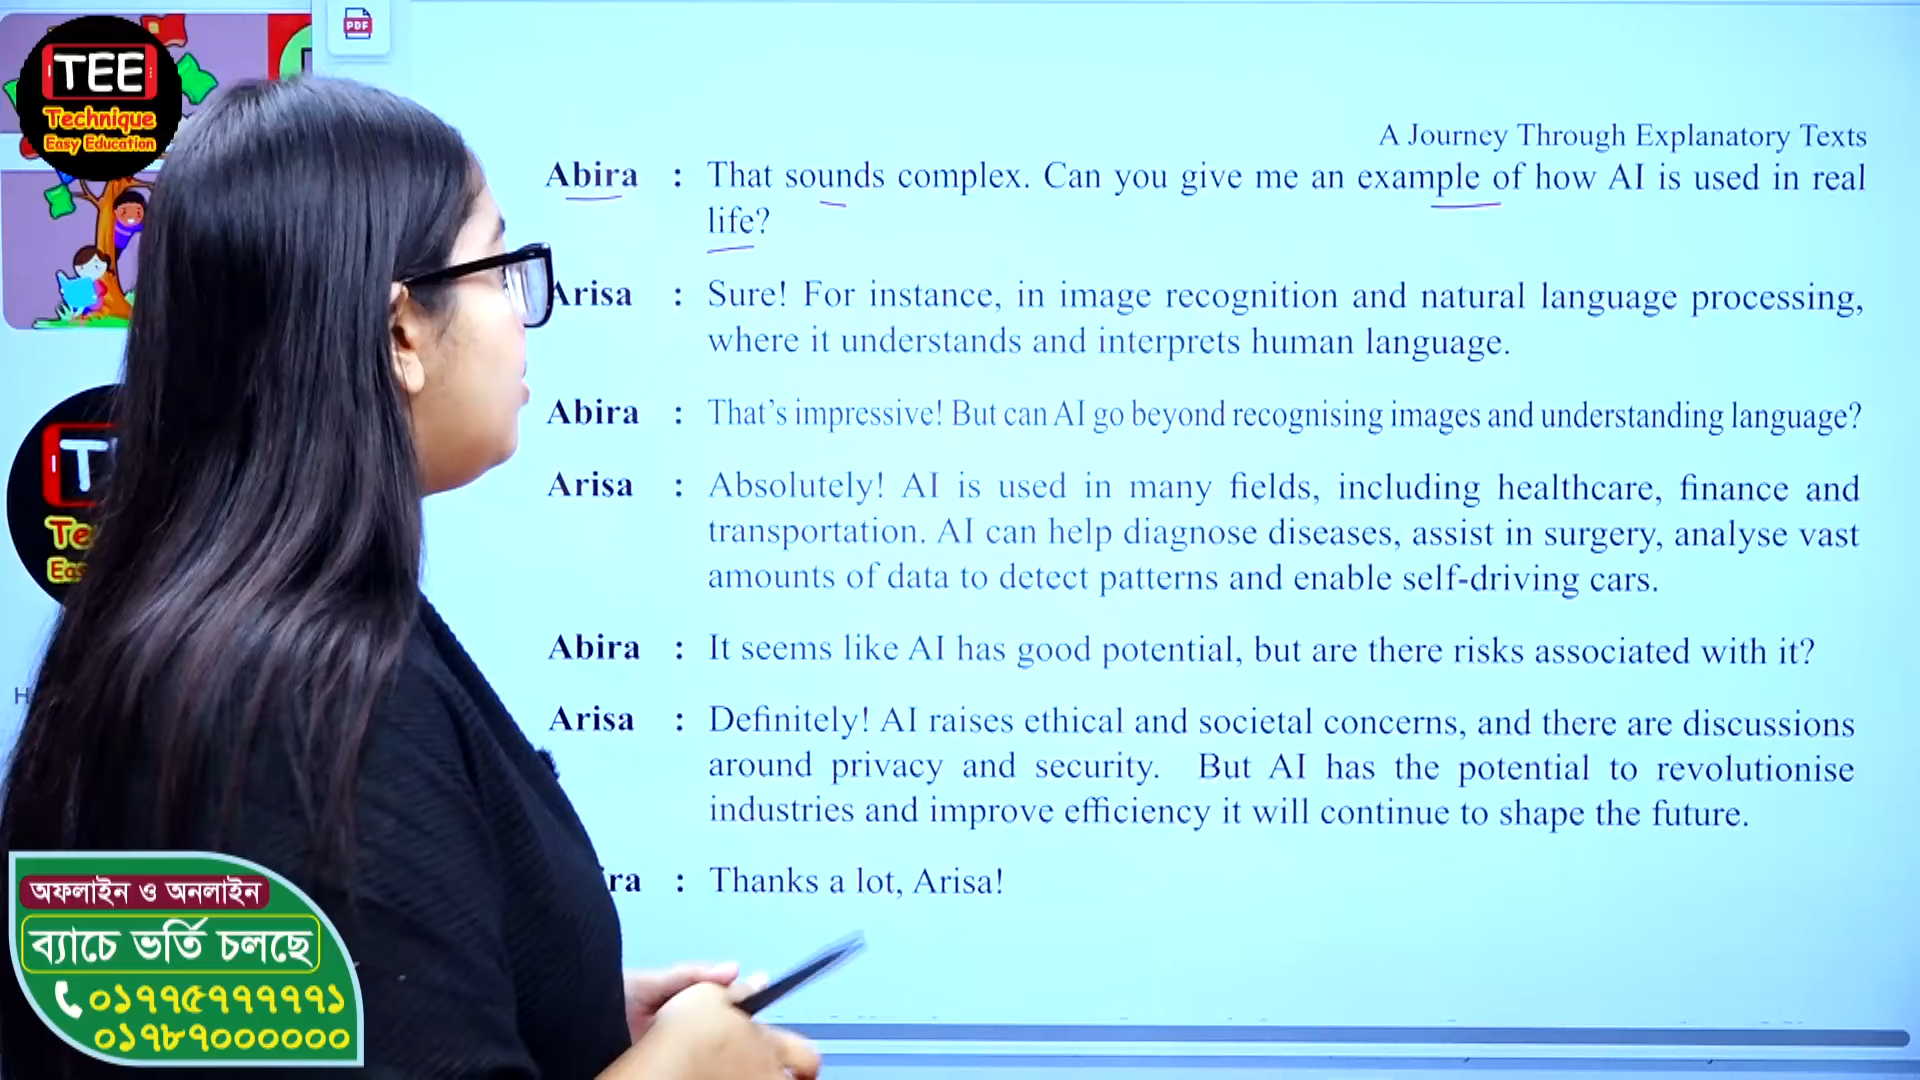 TEE
Technique
Easy Education
PDF
A Journey Through Explanatory Texts
Abira : That sounds complex. Can you give me an example of how AI is used in real
life?
Arisa : Sure! For instance, in image recognition and natural language processing,
where it understands and interprets human language.
Abira : That's impressive! But can AI go beyond recognising images and understanding language?
Arisa : Absolutely! AI is used in many fields, including healthcare, finance and
transportation. AI can help diagnose diseases, assist in surgery, analyse vast
amounts of data to detect patterns and enable self-driving cars.
Abira : It seems like AI has good potential, but are there risks associated with it?
Arisa : Definitely! AI raises ethical and societal concerns, and there are discussions
around privacy and security. But AI has the potential to revolutionise
industries and improve efficiency it will continue to shape the future.
ra : Thanks a lot, Arisa!
T
Te
Eas
H
অফলাইন ও অনলাইন
ব্যাচে ভর্তি চলছে
০১৭৭৫৭৭৭৭৭১
০১৭৮৭০০০০০০